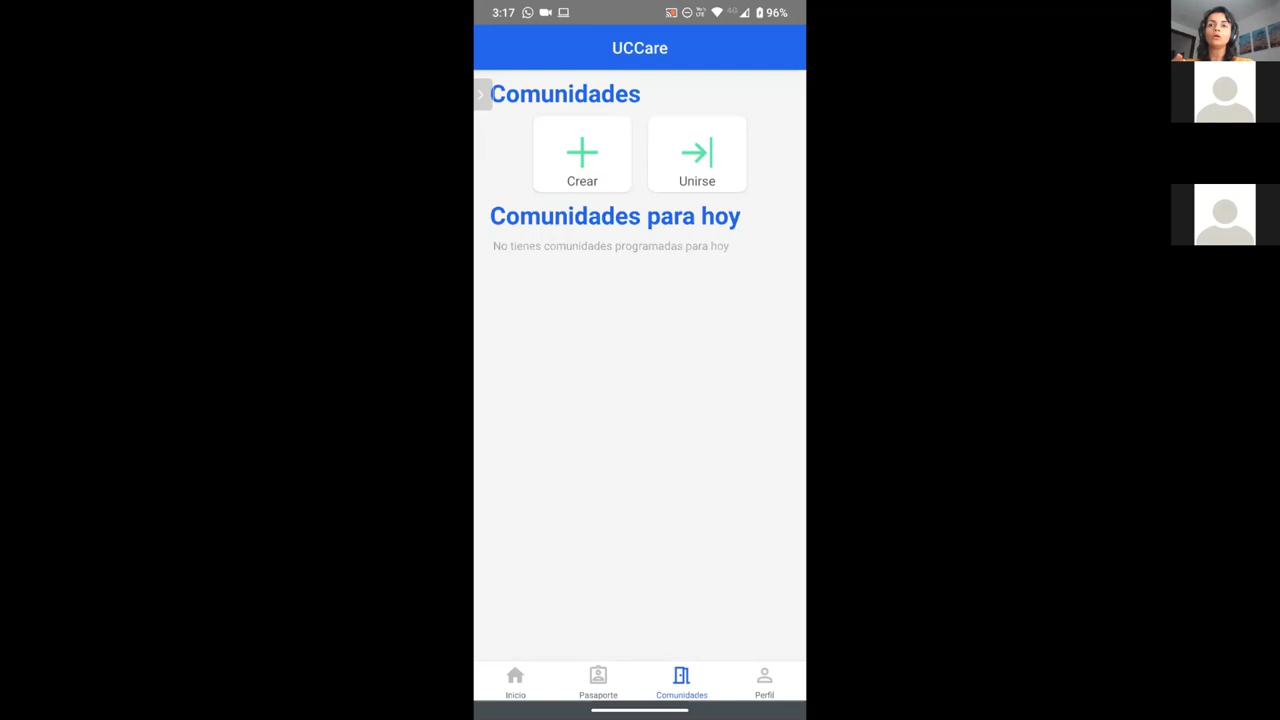 3:17
4G
96%
UCCare
Comunidades
Crear
Unirse
Comunidades para hoy
No tienes comunidades programadas para hoy
Inicio
Pasaporte
Comunidades
Perfil